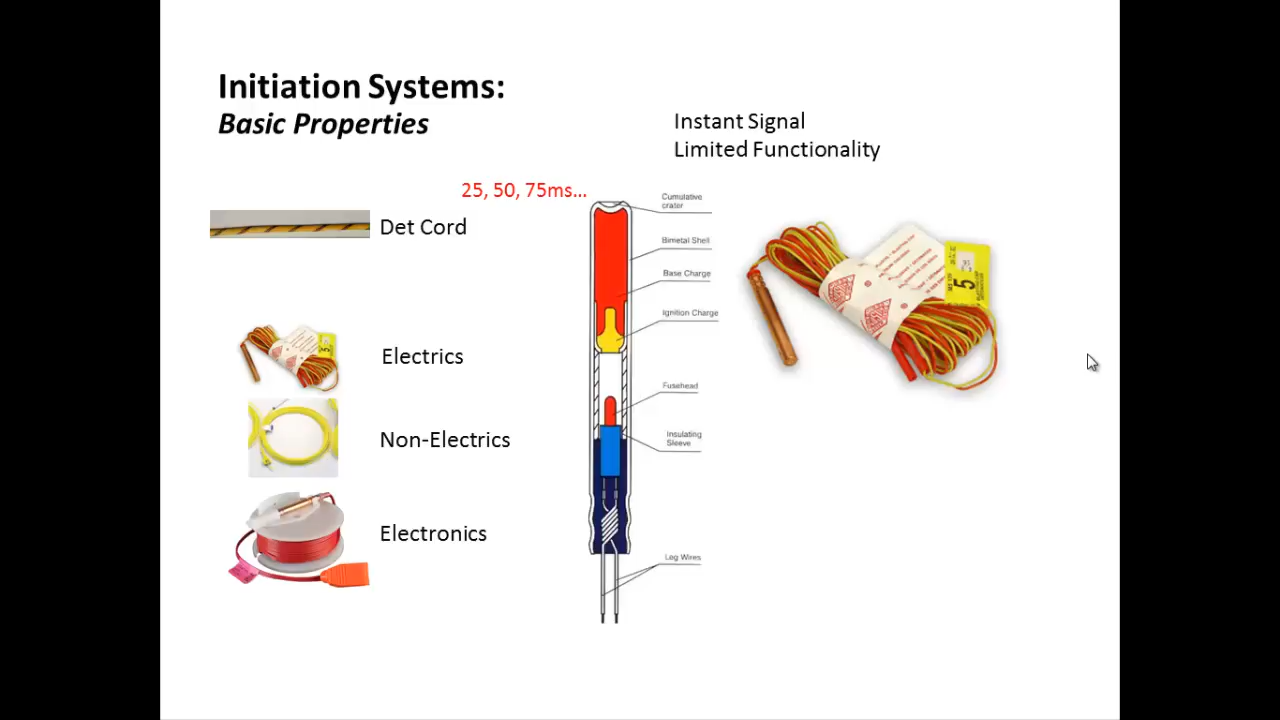 Initiation Systems:
Basic Properties
Instant Signal
Limited Functionality
25, 50, 75ms...
Det Cord
Electrics
Non-Electrics
Electronics
Cumulative
crater
Bimetal Shell
Base Charge
Ignition Charge
Fusehead
Insulating
Sleeve
Leg Wires
5